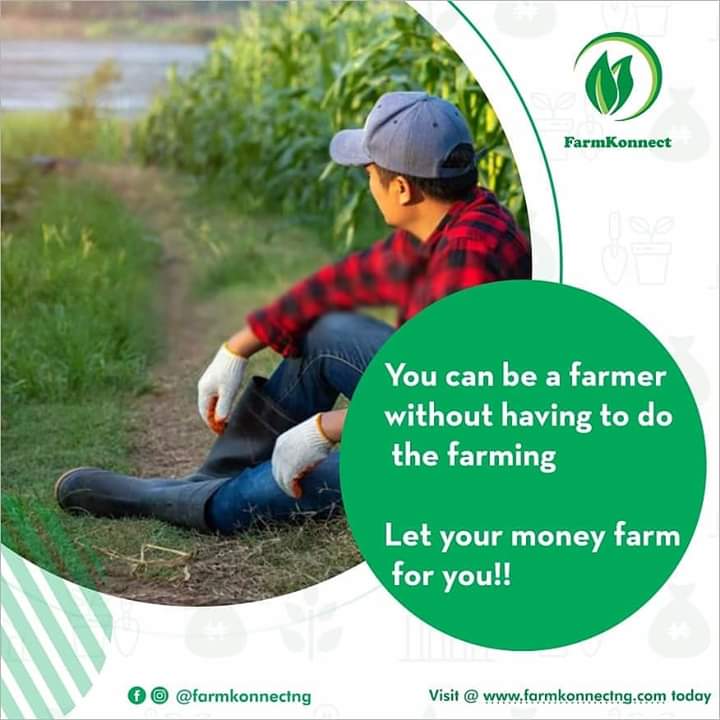 FarmKonnect
You can be a farmer
without having to do
the farming
Let your money farm
for you!!
@farmkonnectng
Visit @ www.farmkonnectng.com today